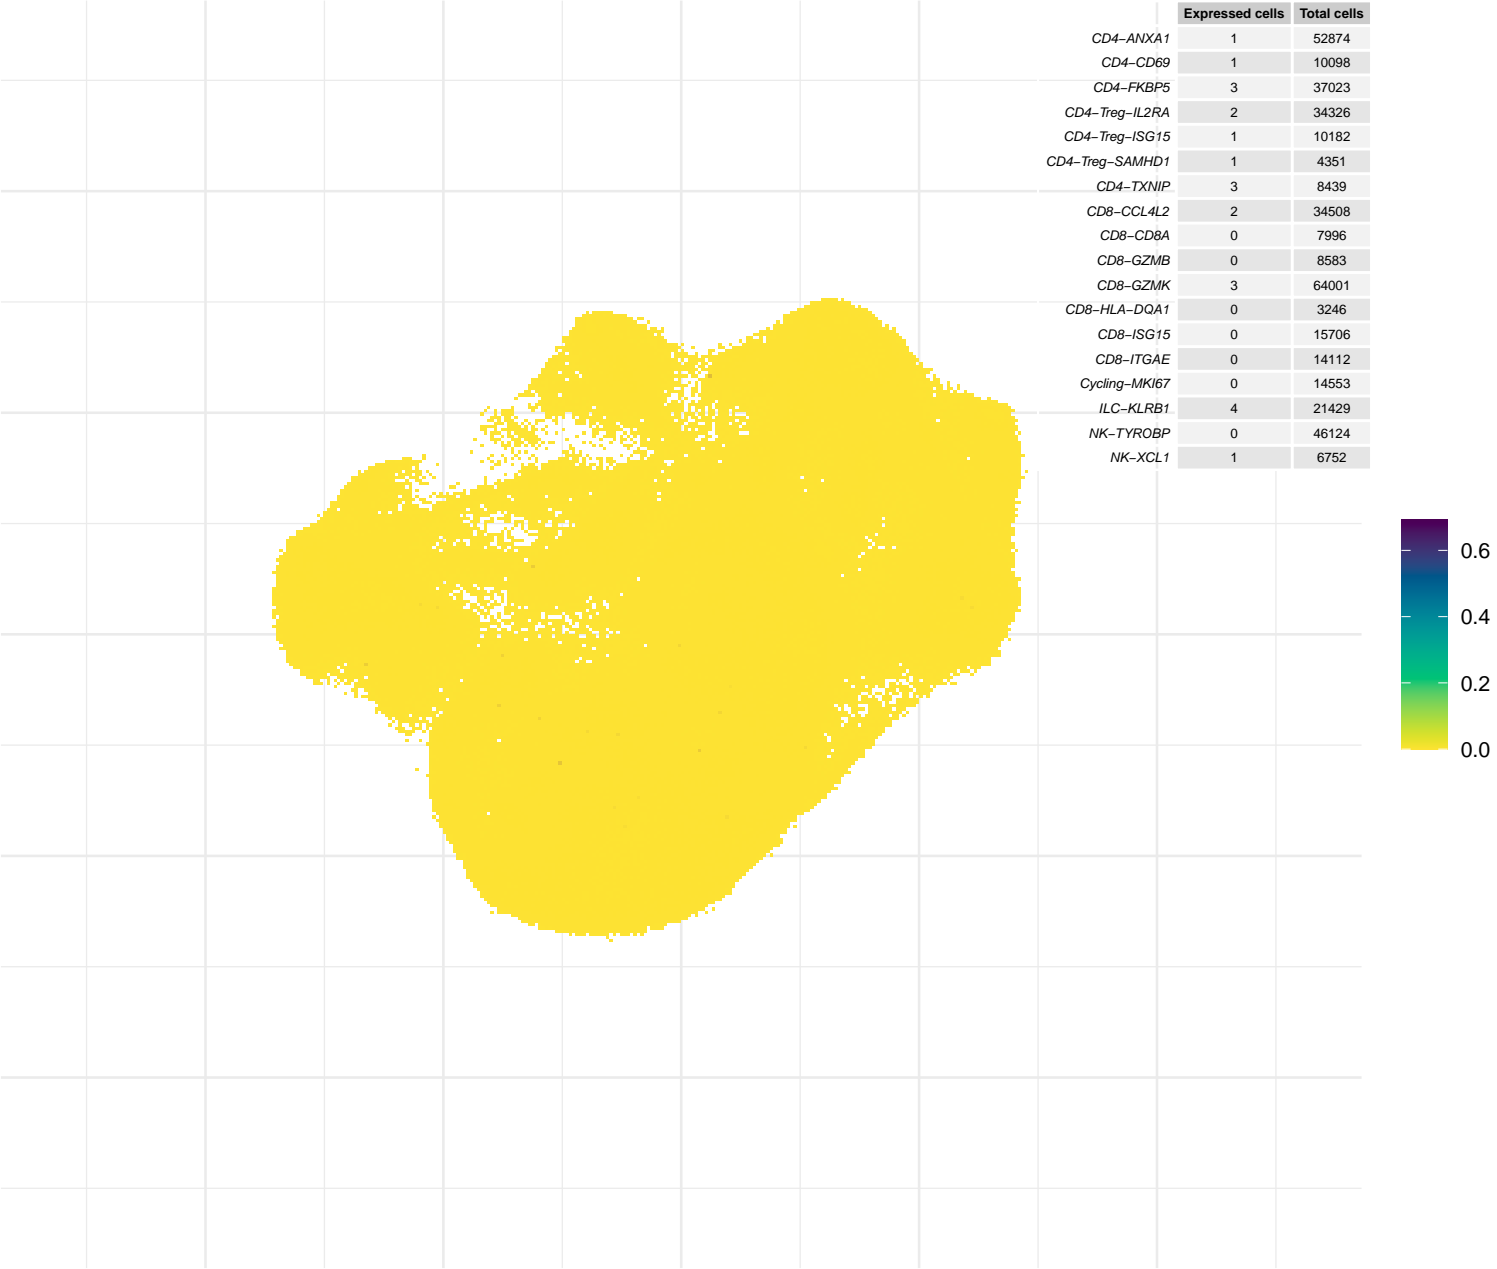 Expressed cells Total cells
CD4−ANXA1 1 52874
CD4−CD69 1 10098
CD4−FKBP5 3 37023
CD4−Treg−IL2RA 2 34326
CD4−Treg−ISG15 1 10182
CD4−Treg−SAMHD1 1 4351
CD4−TXNIP 3 8439
CD8−CCL4L2 2 34508
CD8−CD8A 0 7996
CD8−GZMB 0 8583
CD8−GZMK 3 64001
CD8−HLA−DQA1 0 3246
CD8−ISG15 0 15706
CD8−ITGAE 0 14112
Cycling−MKI67 0 14553
ILC−KLRB1 4 21429
NK−TYROBP 0 46124
NK−XCL1 1 6752
0.6
0.4
0.2
0.0